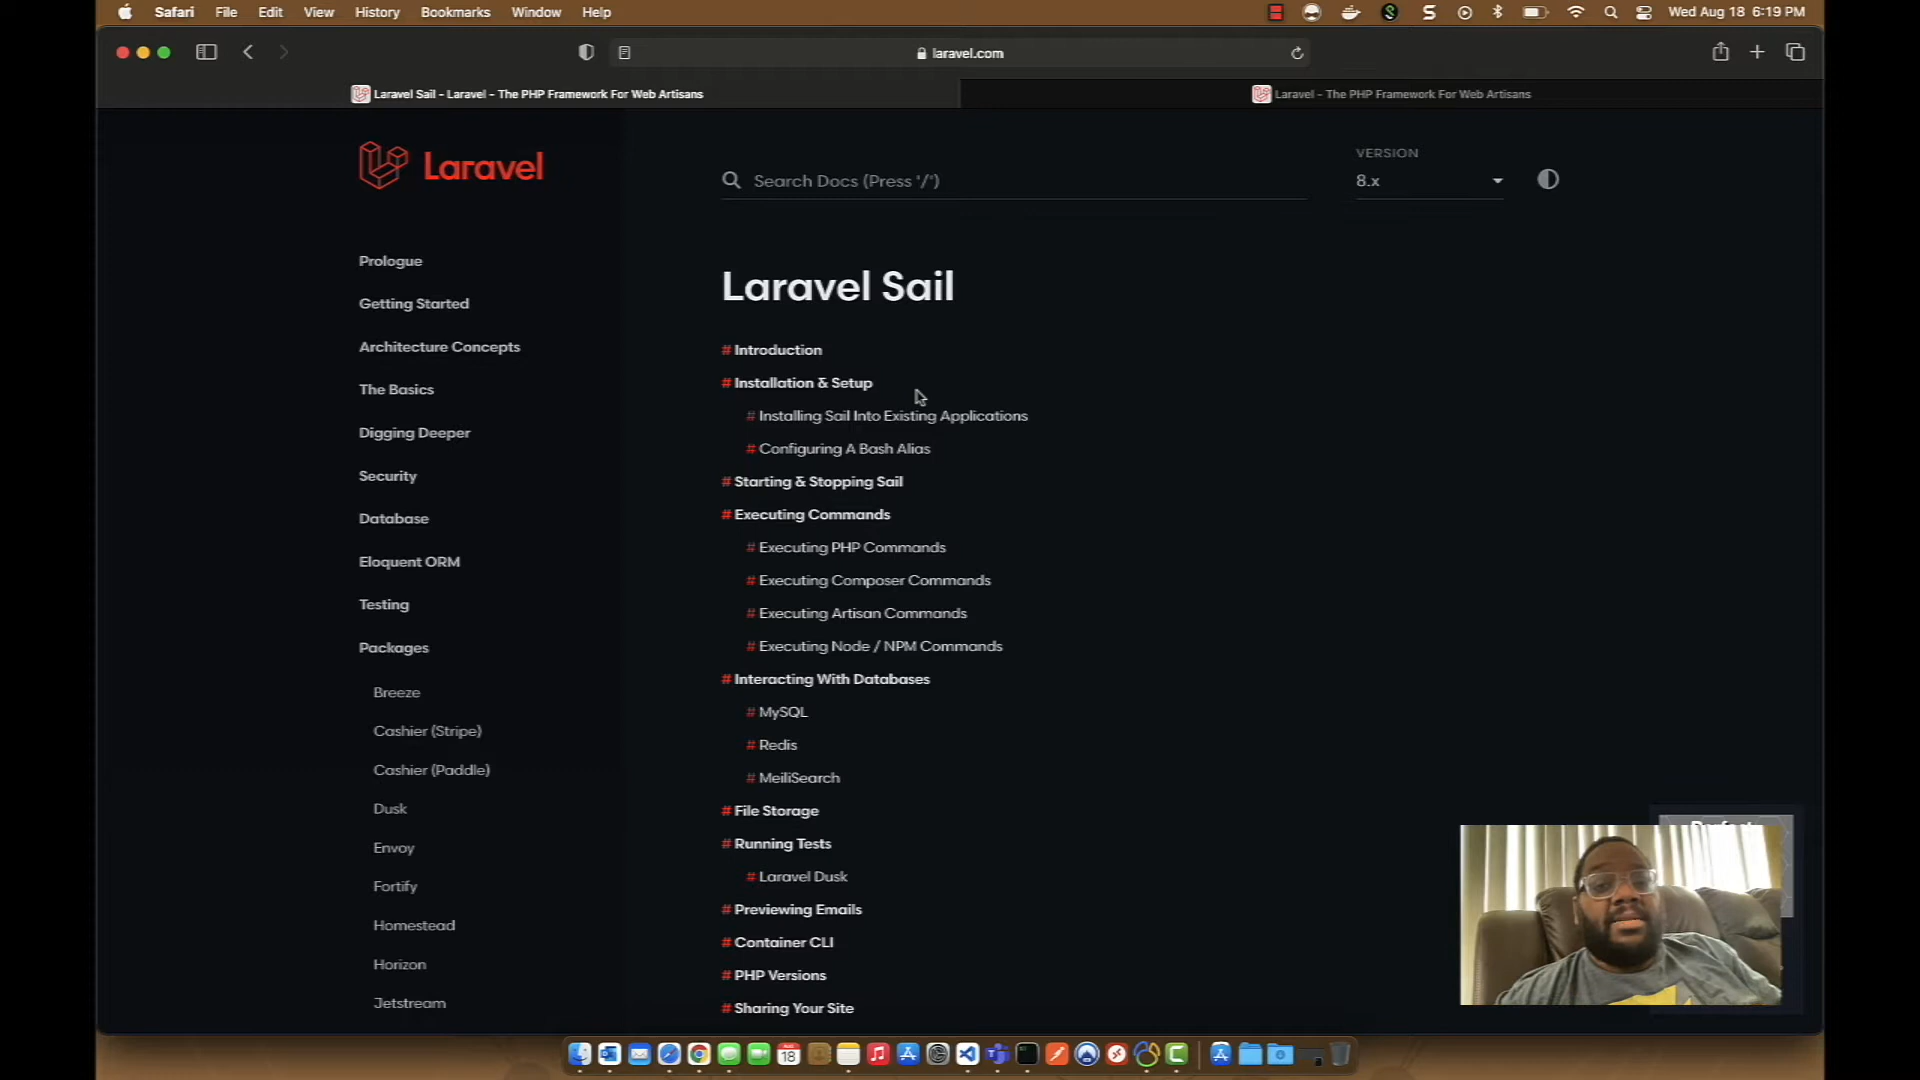 Safari File Edit View History Bookmarks Window Help
Wed Aug 18 6:19 PM
laravel.com
Laravel Sail - Laravel - The PHP Framework For Web Artisans
Laravel - The PHP Framework For Web Artisans
Laravel
Search Docs (Press '/')
VERSION
8.x
Prologue
Getting Started
Architecture Concepts
The Basics
Digging Deeper
Security
Database
Eloquent ORM
Testing
Packages
Breeze
Cashier (Stripe)
Cashier (Paddle)
Dusk
Envoy
Fortify
Homestead
Horizon
Jetstream
Laravel Sail
# Introduction
# Installation & Setup
# Installing Sail Into Existing Applications
# Configuring A Bash Alias
# Starting & Stopping Sail
# Executing Commands
# Executing PHP Commands
# Executing Composer Commands
# Executing Artisan Commands
# Executing Node / NPM Commands
# Interacting With Databases
# MySQL
# Redis
# MeiliSearch
# File Storage
# Running Tests
# Laravel Dusk
# Previewing Emails
# Container CLI
# PHP Versions
# Sharing Your Site
AUG
18